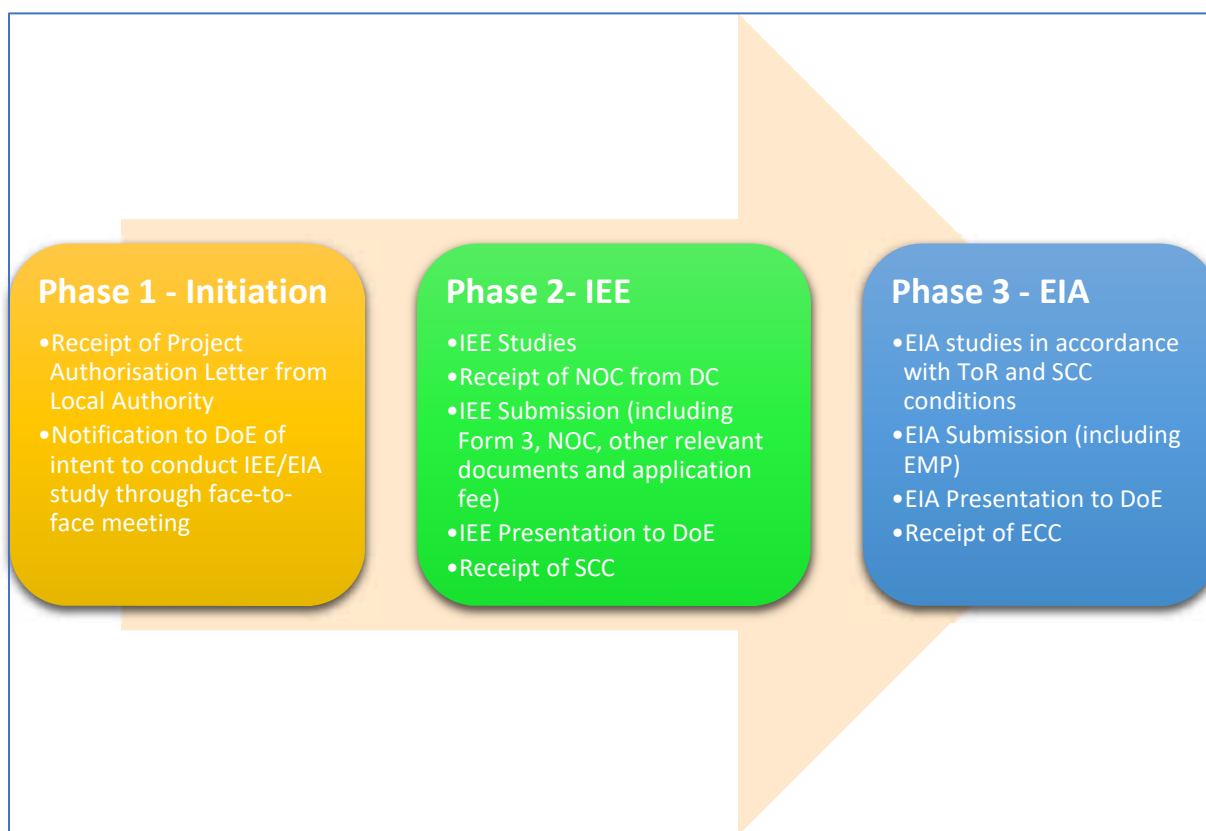 Phase 1 - Initiation
•Receipt of Project
Authorisation Letter from
Local Authority
•Notification to DoE of
intent to conduct IEE/EIA
study through face-to-
face meeting
Phase 2- IEE
•IEE Studies
•Receipt of NOC from DC
•IEE Submission (including
Form 3, NOC, other relevant
documents and application
fee)
•IEE Presentation to DoE
•Receipt of SCC
Phase 3 - EIA
•EIA studies in accordance
with ToR and SCC
conditions
•EIA Submission (including
EMP)
•EIA Presentation to DoE
•Receipt of ECC